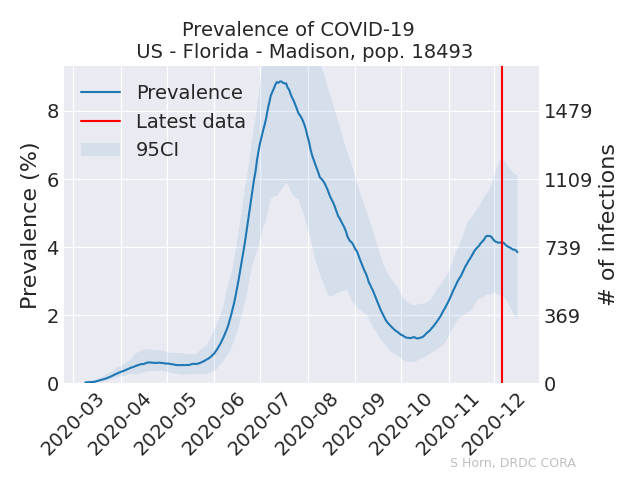 Prevalence of COVID-19
US - Florida - Madison, pop. 18493
Prevalence
Latest data
95CI
Prevalence (%)
8
6
4
2
0
1479
1109
739
369
0
# of infections
2020-03
2020-04
2020-05
2020-06
2020-07
2020-08
2020-09
2020-10
2020-11
2020-12
S Horn, DRDC CORA